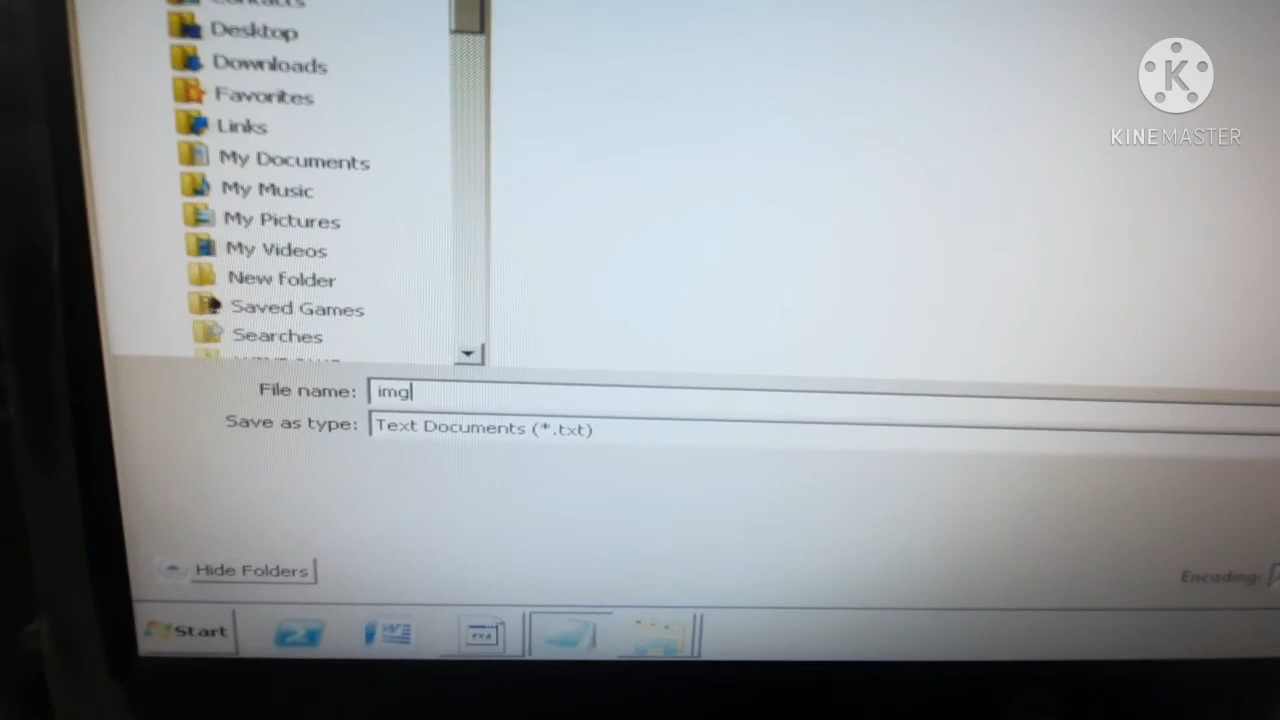 Contacts
Desktop
Downloads
Favorites
Links
My Documents
My Music
My Pictures
My Videos
New folder
Saved Games
Searches
File name: img
Save as type: Text Documents (*.txt)
Hide Folders
Encoding:
Start
K
KINEMASTER